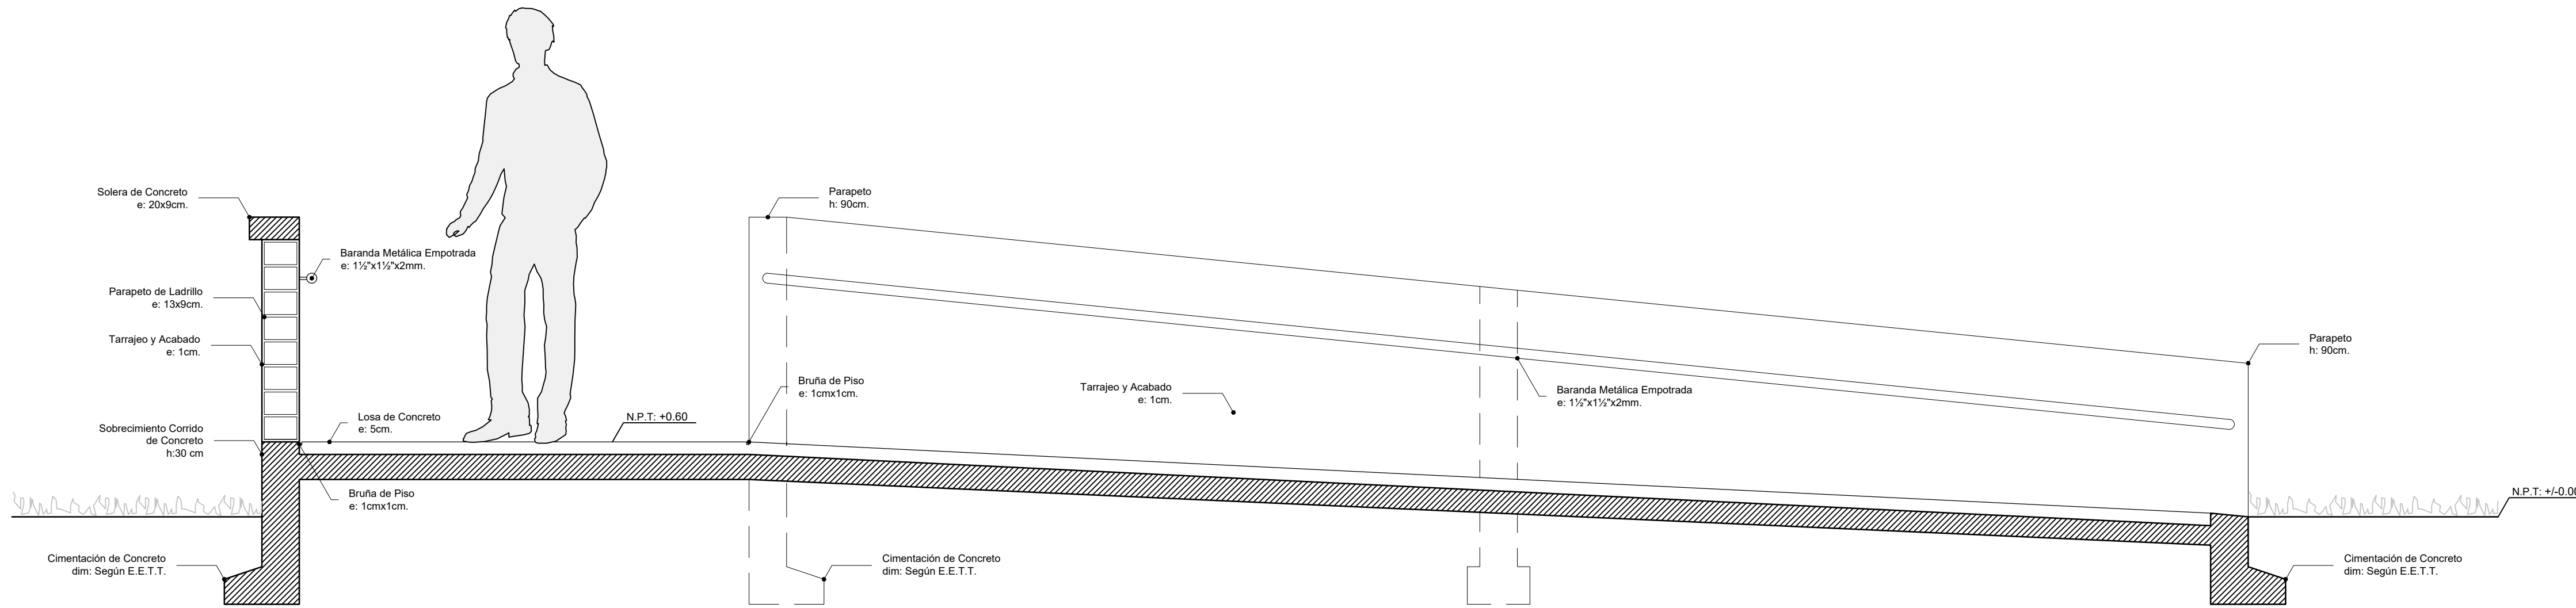 Solera de Concreto
e: 20x9cm.
Parapeto
h: 90cm.
Baranda Metálica Empotrada
e: 1½"x1½"x2mm.
Parapeto de Ladrillo
e: 13x9cm.
Tarrajeo y Acabado
e: 1cm.
Parapeto
h: 90cm.
Bruña de Piso
e: 1cmx1cm.
Tarrajeo y Acabado
e: 1cm.
Baranda Metálica Empotrada
e: 1½"x1½"x2mm.
Losa de Concreto
e: 5cm.
N.P.T: +0.60
Sobrecimiento Corrido
de Concreto
h:30 cm
Bruña de Piso
e: 1cmx1cm.
N.P.T: +/-0.00
Cimentación de Concreto
dim: Según E.E.T.T.
Cimentación de Concreto
dim: Según E.E.T.T.
Cimentación de Concreto
dim: Según E.E.T.T.